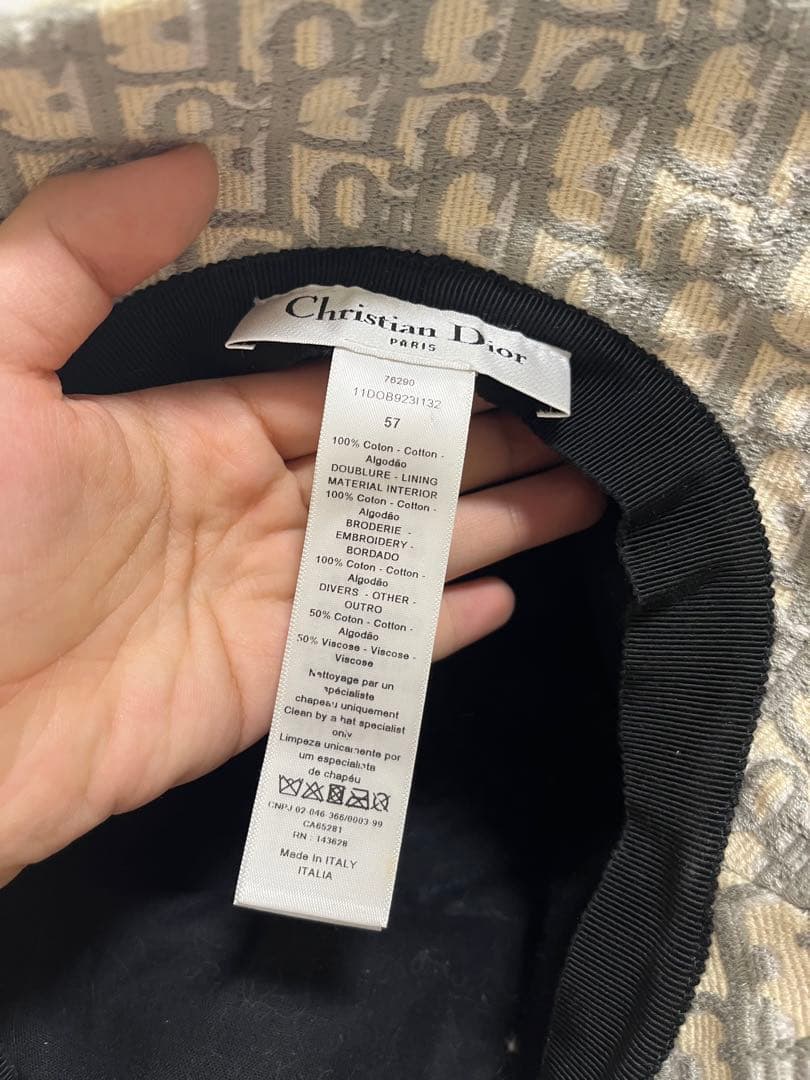 Christian Dior
PARIS
76290
11DOB923I132
57
100% Coton - Cotton -
Algodão
DOUBLURE - LINING
MATERIAL INTERIOR
100% Coton - Cotton -
Algodão
BRODERIE -
EMBROIDERY -
BORDADO
100% Coton - Cotton -
Algodão
DIVERS - OTHER -
OUTRO
50% Coton - Cotton -
Algodão
50% Viscose - Viscose -
Viscose
Nettoyage par un
spécialiste
chapeau uniquement
Clean by a hat specialist
only
Limpeza unicamente por
um especialista
de chapéu
CNPJ 02-046-366/0003-99
CA65281
RN : 143628
Made in ITALY
ITALIA